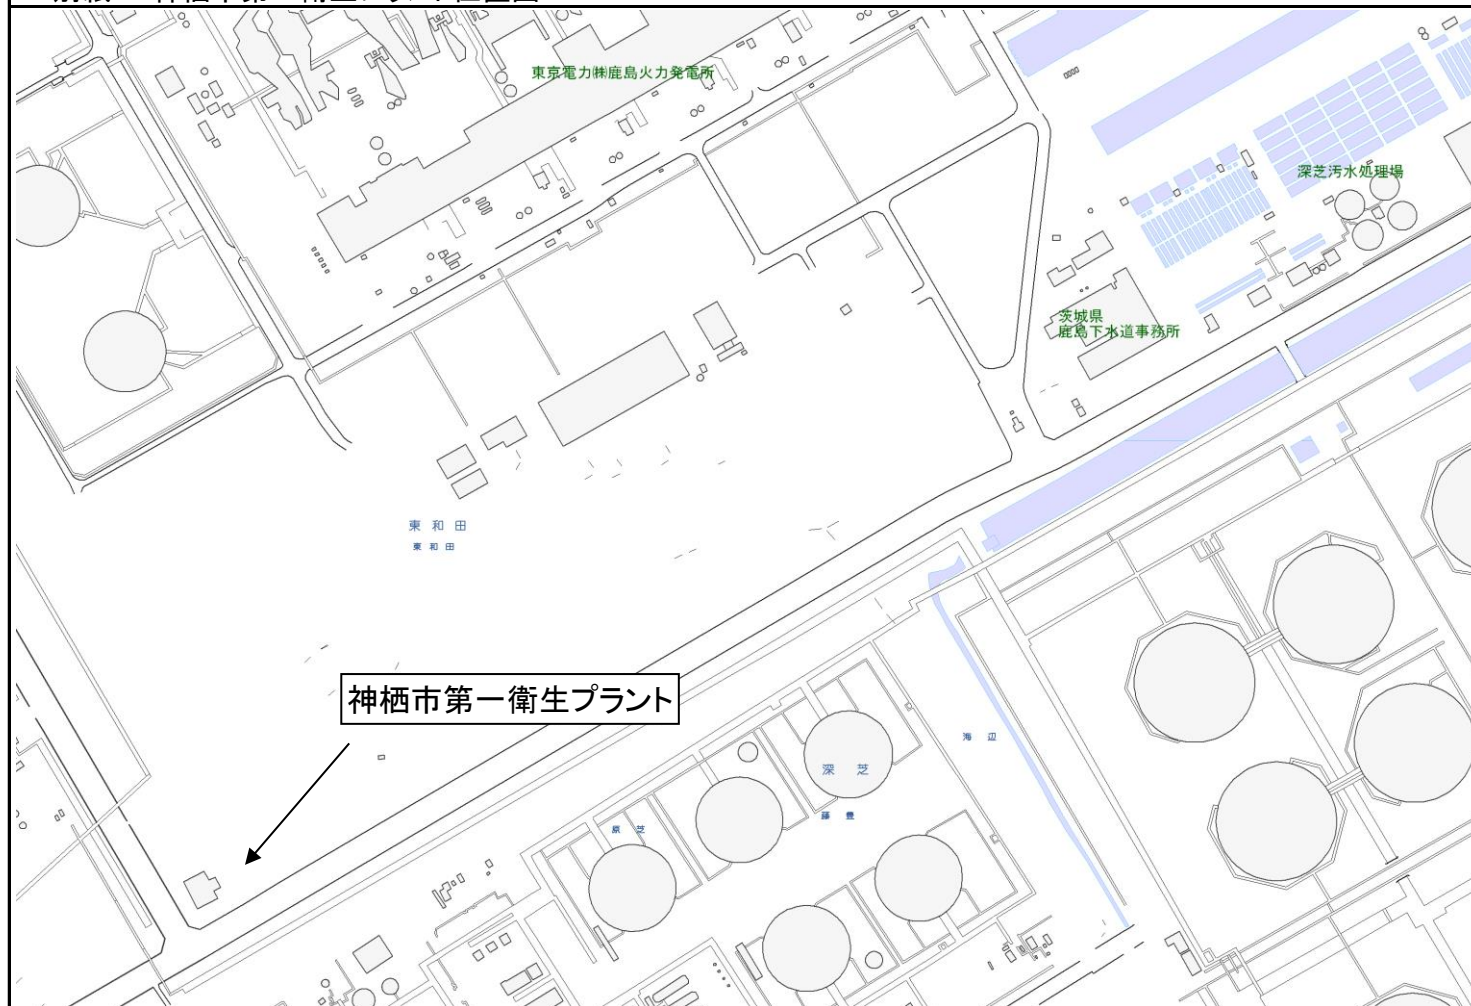 東京電力㈱鹿島火力発電所
深芝汚水処理場
茨城県
鹿島下水道事務所
東和田
東和田
神栖市第一衛生プラント
海辺
深芝
藤豊
原芝